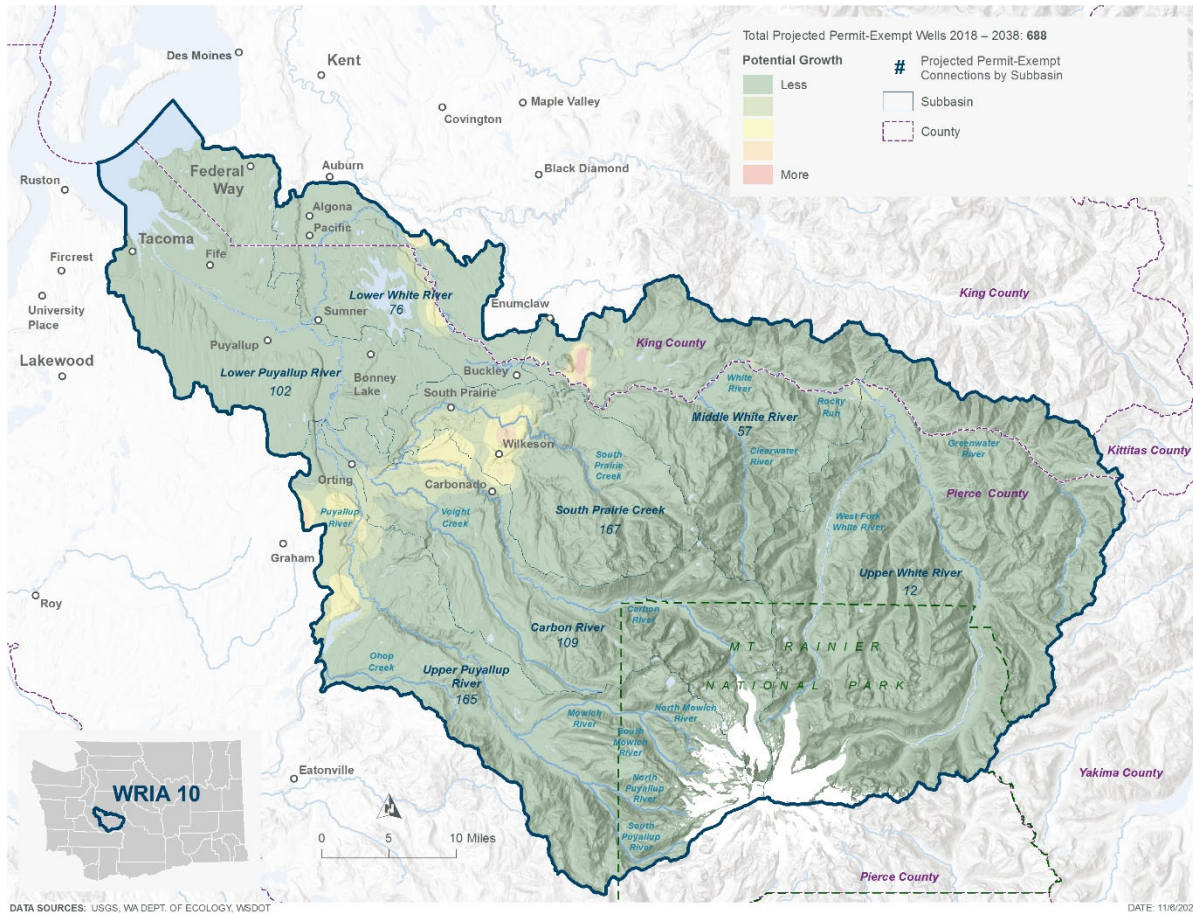 Total Projected Permit-Exempt Wells 2018 – 2038: 688
Potential Growth
Less
More
#
Projected Permit-Exempt
Connections by Subbasin
Subbasin
County
Des Moines
Kent
Maple Valley
Covington
Black Diamond
Auburn
Federal
Way
Algona
Pacific
Ruston
Tacoma
Fife
Fircrest
University
Place
Lakewood
Lower White River
76
Sumner
Enumclaw
King County
King County
Puyallup
Lower Puyallup River
102
Bonney
Lake
Buckley
South Prairie
White
River
Rocky
Run
Middle White River
57
Wilkeson
South
Prairie
Creek
Clearwater
River
Greenwater
River
Kittitas County
Orting
Carbonado
Pierce County
Puyallup
River
Voight
Creek
South Prairie Creek
167
West Fork
White River
Graham
Roy
Upper White River
12
Carbon
River
Carbon River
109
MT RAINIER
NATIONAL PARK
Ohop
Creek
Upper Puyallup
River
165
Mowich
River
North Mowich
River
South
Mowich
River
North
Puyallup
River
South
Puyallup
River
Eatonville
Yakima County
Pierce County
WRIA 10
N
0 5 10 Miles
DATA SOURCES: USGS, WA DEPT. OF ECOLOGY, WSDOT
DATE: 11/6/202